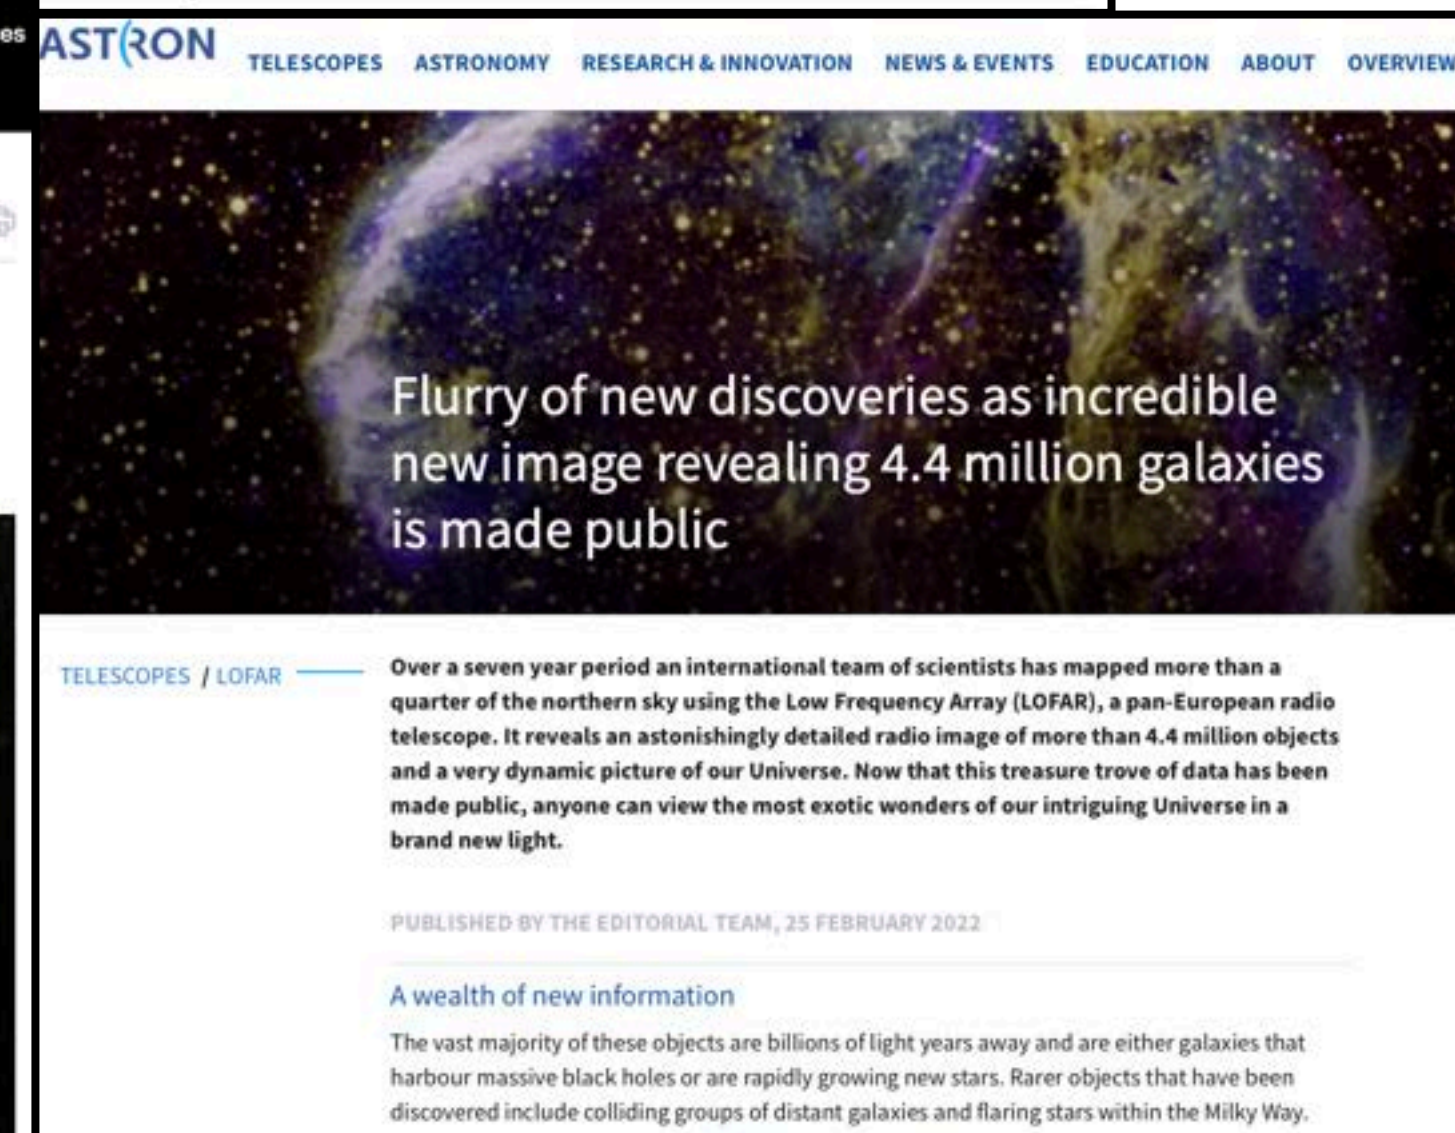 es
ASTRON
TELESCOPES ASTRONOMY RESEARCH & INNOVATION NEWS & EVENTS EDUCATION ABOUT OVERVIEW
Flurry of new discoveries as incredible
new image revealing 4.4 million galaxies
is made public
TELESCOPES / LOFAR
Over a seven year period an international team of scientists has mapped more than a
quarter of the northern sky using the Low Frequency Array (LOFAR), a pan-European radio
telescope. It reveals an astonishingly detailed radio image of more than 4.4 million objects
and a very dynamic picture of our Universe. Now that this treasure trove of data has been
made public, anyone can view the most exotic wonders of our intriguing Universe in a
brand new light.
PUBLISHED BY THE EDITORIAL TEAM, 25 FEBRUARY 2022
A wealth of new information
The vast majority of these objects are billions of light years away and are either galaxies that
harbour massive black holes or are rapidly growing new stars. Rarer objects that have been
discovered include colliding groups of distant galaxies and flaring stars within the Milky Way.